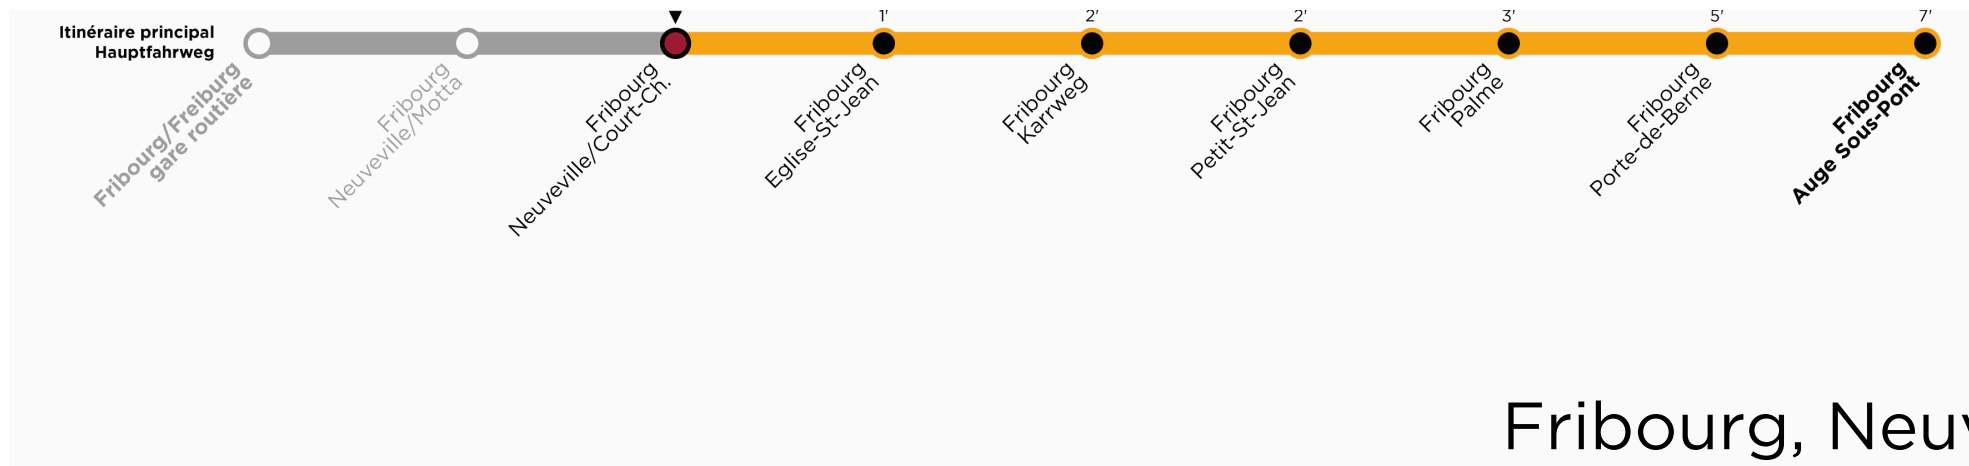 Itinéraire principal
Hauptfahrweg
▼
1'
2'
2'
3'
5'
7'
Fribourg/Freiburg
gare routière
Fribourg
Neuveville/Motta
Fribourg
Neuveville/Court-Ch.
Fribourg
Eglise-St-Jean
Fribourg
Karrweg
Fribourg
Petit-St-Jean
Fribourg
Palme
Fribourg
Porte-de-Berne
Fribourg
Auge Sous-Pont
Fribourg, Neu